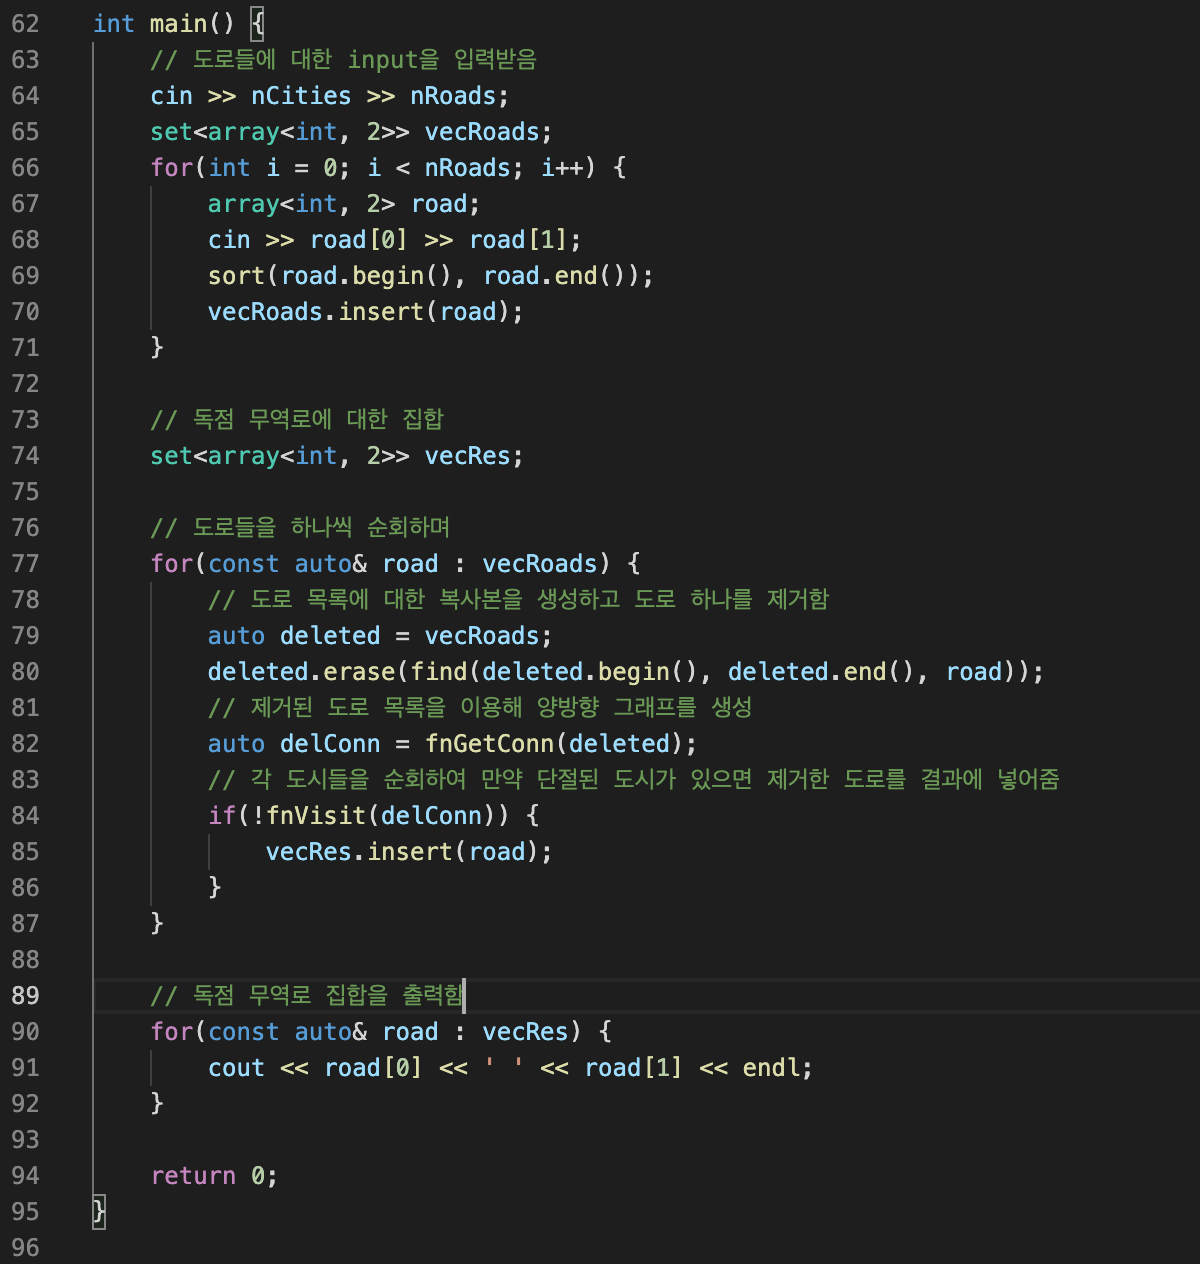 62 int main() {
63 // 도로들에 대한 input을 입력받음
64 cin >> nCities >> nRoads;
65 set<array<int, 2>> vecRoads;
66 for(int i = 0; i < nRoads; i++) {
67 array<int, 2> road;
68 cin >> road[0] >> road[1];
69 sort(road.begin(), road.end());
70 vecRoads.insert(road);
71 }
72
73 // 독점 무역로에 대한 집합
74 set<array<int, 2>> vecRes;
75
76 // 도로들을 하나씩 순회하며
77 for(const auto& road : vecRoads) {
78 // 도로 목록에 대한 복사본을 생성하고 도로 하나를 제거함
79 auto deleted = vecRoads;
80 deleted.erase(find(deleted.begin(), deleted.end(), road));
81 // 제거된 도로 목록을 이용해 양방향 그래프를 생성
82 auto delConn = fnGetConn(deleted);
83 // 각 도시들을 순회하여 만약 단절된 도시가 있으면 제거한 도로를 결과에 넣어줌
84 if(!fnVisit(delConn)) {
85 vecRes.insert(road);
86 }
87 }
88
89 // 독점 무역로 집합을 출력함
90 for(const auto& road : vecRes) {
91 cout << road[0] << ' ' << road[1] << endl;
92 }
93
94 return 0;
95 }
96